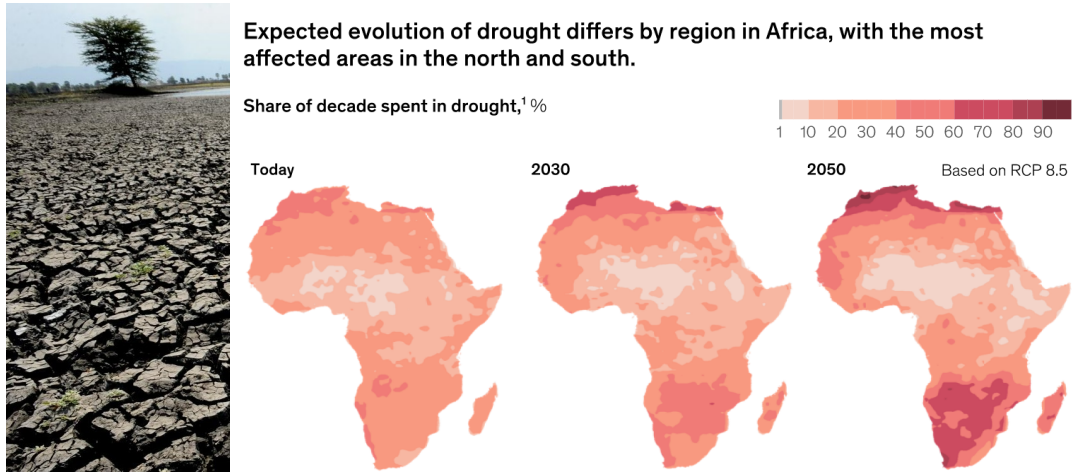 Expected evolution of drought differs by region in Africa, with the most
affected areas in the north and south.
Share of decade spent in drought,¹ %
1 10 20 30 40 50 60 70 80 90
Today
2030
2050
Based on RCP 8.5